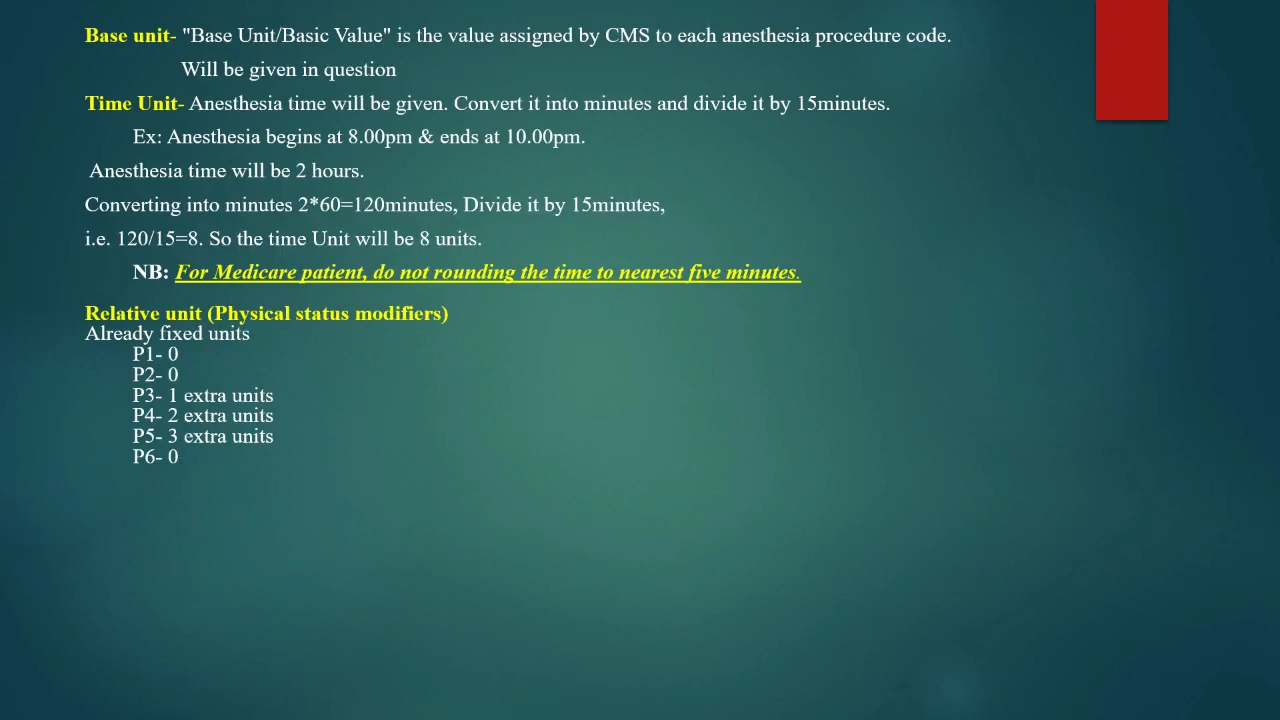 Base unit- "Base Unit/Basic Value" is the value assigned by CMS to each anesthesia procedure code.
Will be given in question
Time Unit- Anesthesia time will be given. Convert it into minutes and divide it by 15minutes.
Ex: Anesthesia begins at 8.00pm & ends at 10.00pm.
Anesthesia time will be 2 hours.
Converting into minutes 2*60=120minutes, Divide it by 15minutes,
i.e. 120/15=8. So the time Unit will be 8 units.
NB: For Medicare patient, do not rounding the time to nearest five minutes.
Relative unit (Physical status modifiers)
Already fixed units
P1- 0
P2- 0
P3- 1 extra units
P4- 2 extra units
P5- 3 extra units
P6- 0